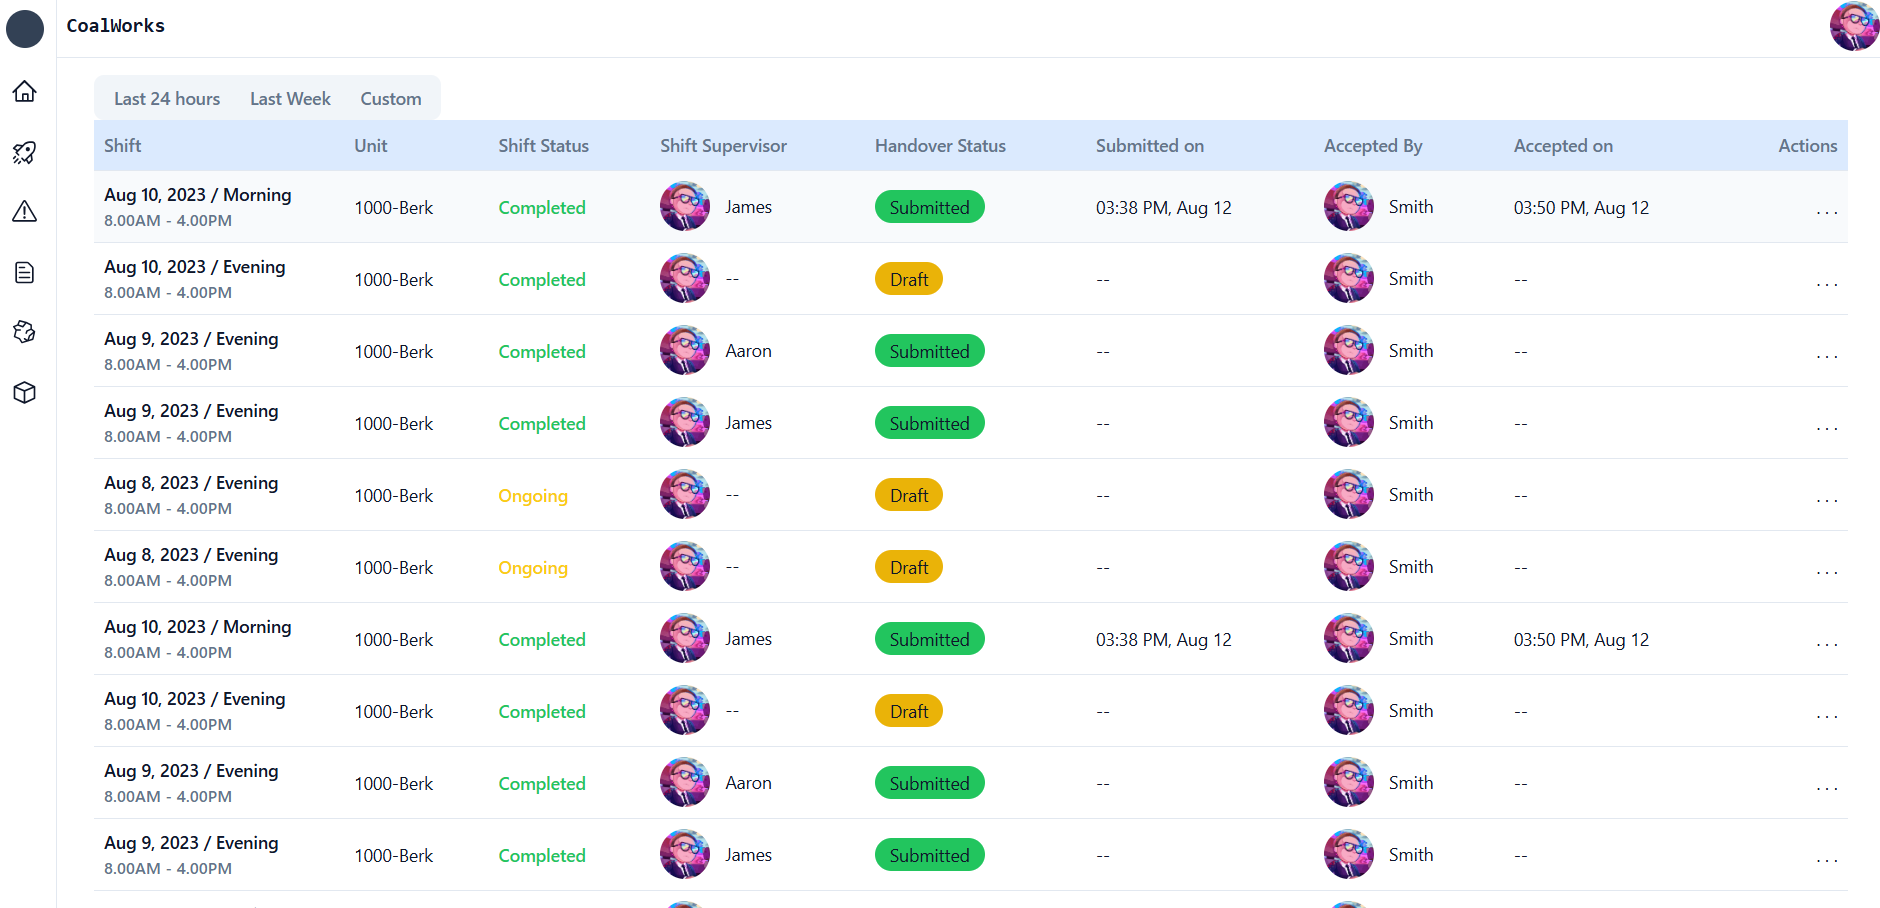 CoalWorks
Last 24 hours Last Week Custom
Shift Unit Shift Status Shift Supervisor Handover Status Submitted on Accepted By Accepted on Actions
Aug 10, 2023 / Morning
8.00AM - 4.00PM
1000-Berk Completed James Submitted 03:38 PM, Aug 12 Smith 03:50 PM, Aug 12 ...
Aug 10, 2023 / Evening
8.00AM - 4.00PM
1000-Berk Completed -- Draft -- Smith -- ...
Aug 9, 2023 / Evening
8.00AM - 4.00PM
1000-Berk Completed Aaron Submitted -- Smith -- ...
Aug 9, 2023 / Evening
8.00AM - 4.00PM
1000-Berk Completed James Submitted -- Smith -- ...
Aug 8, 2023 / Evening
8.00AM - 4.00PM
1000-Berk Ongoing -- Draft -- Smith -- ...
Aug 8, 2023 / Evening
8.00AM - 4.00PM
1000-Berk Ongoing -- Draft -- Smith -- ...
Aug 10, 2023 / Morning
8.00AM - 4.00PM
1000-Berk Completed James Submitted 03:38 PM, Aug 12 Smith 03:50 PM, Aug 12 ...
Aug 10, 2023 / Evening
8.00AM - 4.00PM
1000-Berk Completed -- Draft -- Smith -- ...
Aug 9, 2023 / Evening
8.00AM - 4.00PM
1000-Berk Completed Aaron Submitted -- Smith -- ...
Aug 9, 2023 / Evening
8.00AM - 4.00PM
1000-Berk Completed James Submitted -- Smith -- ...